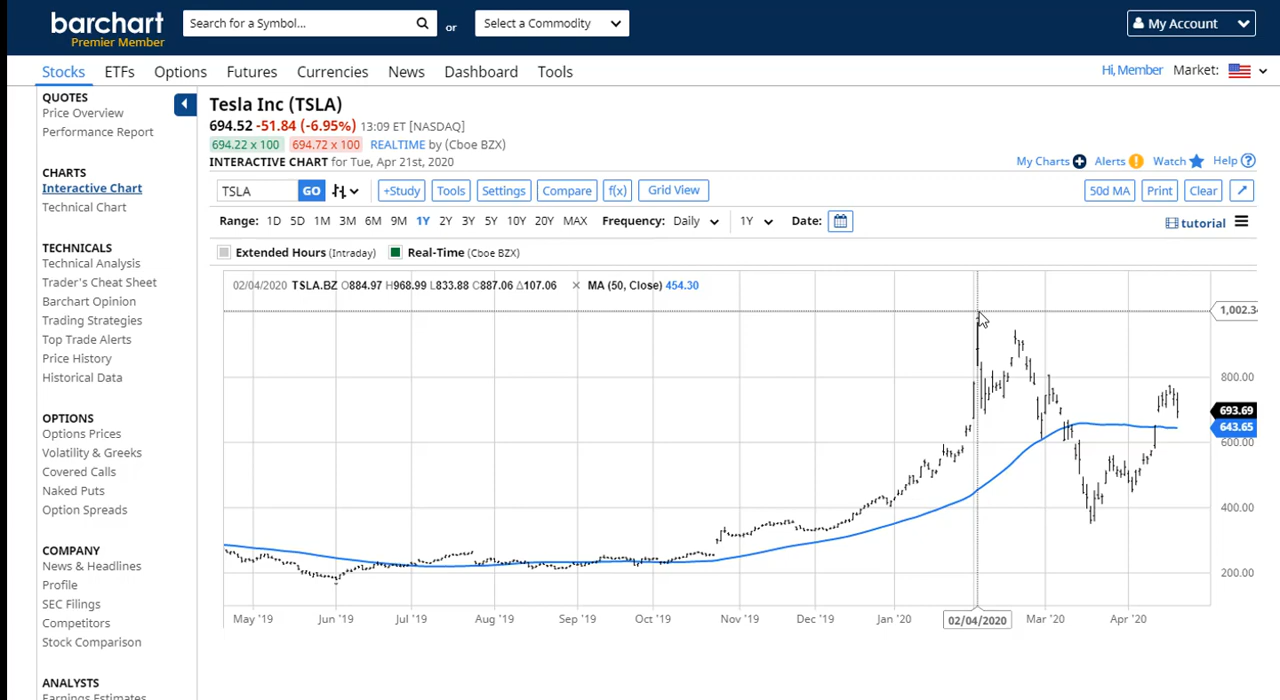 barchart
Premier Member
Search for a Symbol...
or
Select a Commodity
My Account
Stocks ETFs Options Futures Currencies News Dashboard Tools
Hi, Member Market:
QUOTES
Price Overview
Performance Report
CHARTS
Interactive Chart
Technical Chart
TECHNICALS
Technical Analysis
Trader's Cheat Sheet
Barchart Opinion
Trading Strategies
Top Trade Alerts
Price History
Historical Data
OPTIONS
Options Prices
Volatility & Greeks
Covered Calls
Naked Puts
Option Spreads
COMPANY
News & Headlines
Profile
SEC Filings
Competitors
Stock Comparison
ANALYSTS
Earnings Estimates
Tesla Inc (TSLA)
694.52 -51.84 (-6.95%) 13:09 ET [NASDAQ]
694.22 x 100 694.72 x 100 REALTIME by (Cboe BZX)
INTERACTIVE CHART for Tue, Apr 21st, 2020
My Charts Alerts Watch Help
TSLA GO +Study Tools Settings Compare f(x) Grid View 50d MA Print Clear
Range: 1D 5D 1M 3M 6M 9M 1Y 2Y 3Y 5Y 10Y 20Y MAX Frequency: Daily 1Y Date: tutorial
Extended Hours (Intraday) Real-Time (Cboe BZX)
02/04/2020 TSLA.BZ O884.97 H968.99 L833.88 C887.06 Δ107.06 × MA (50, Close) 454.30
1,002.34
800.00
693.69
643.65
600.00
400.00
200.00
May '19 Jun '19 Jul '19 Aug '19 Sep '19 Oct '19 Nov '19 Dec '19 Jan '20 02/04/2020 Mar '20 Apr '20